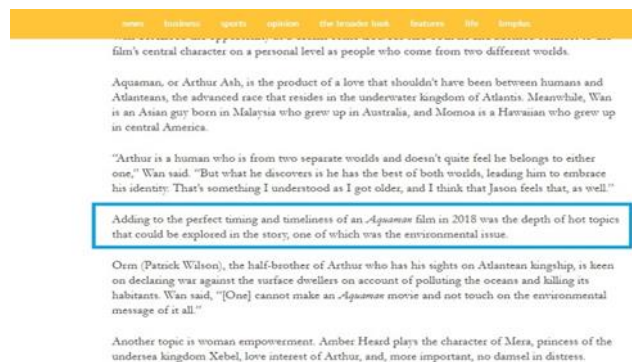 news business sports opinion the broader look features life bmplus
film's central character on a personal level as people who come from two different worlds.
Aquaman, or Arthur Ash, is the product of a love that shouldn't have been between humans and
Atlanteans, the advanced race that resides in the underwater kingdom of Atlantis. Meanwhile, Wan
is an Asian guy born in Malaysia who grew up in Australia, and Momoa is a Hawaiian who grew up
in central America.
“Arthur is a human who is from two separate worlds and doesn't quite feel he belongs to either
one,” Wan said. “But what he discovers is he has the best of both worlds, leading him to embrace
his identity. That's something I understood as I got older, and I think that Jason feels that, as well.”
Adding to the perfect timing and timeliness of an Aquaman film in 2018 was the depth of hot topics
that could be explored in the story, one of which was the environmental issue.
Orm (Patrick Wilson), the half-brother of Arthur who has his sights on Atlantean kingship, is keen
on declaring war against the surface dwellers on account of polluting the oceans and killing its
habitants. Wan said, “[One] cannot make an Aquaman movie and not touch on the environmental
message of it all.”
Another topic is woman empowerment. Amber Heard plays the character of Mera, princess of the
undersea kingdom Xebel, love interest of Arthur, and, more important, no damsel in distress.